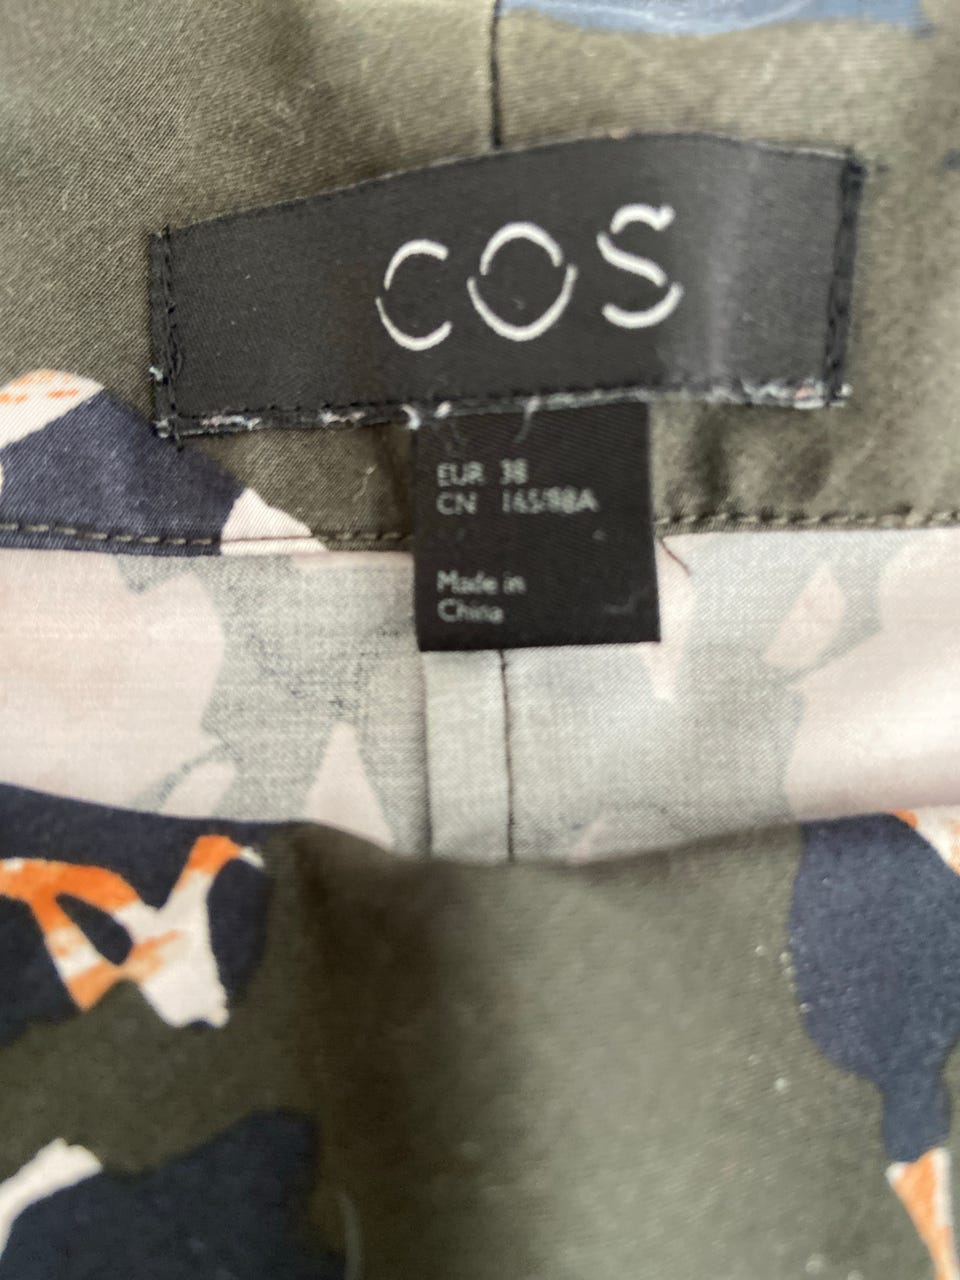 COS
EUR 38
CN 165/88A
Made in
China